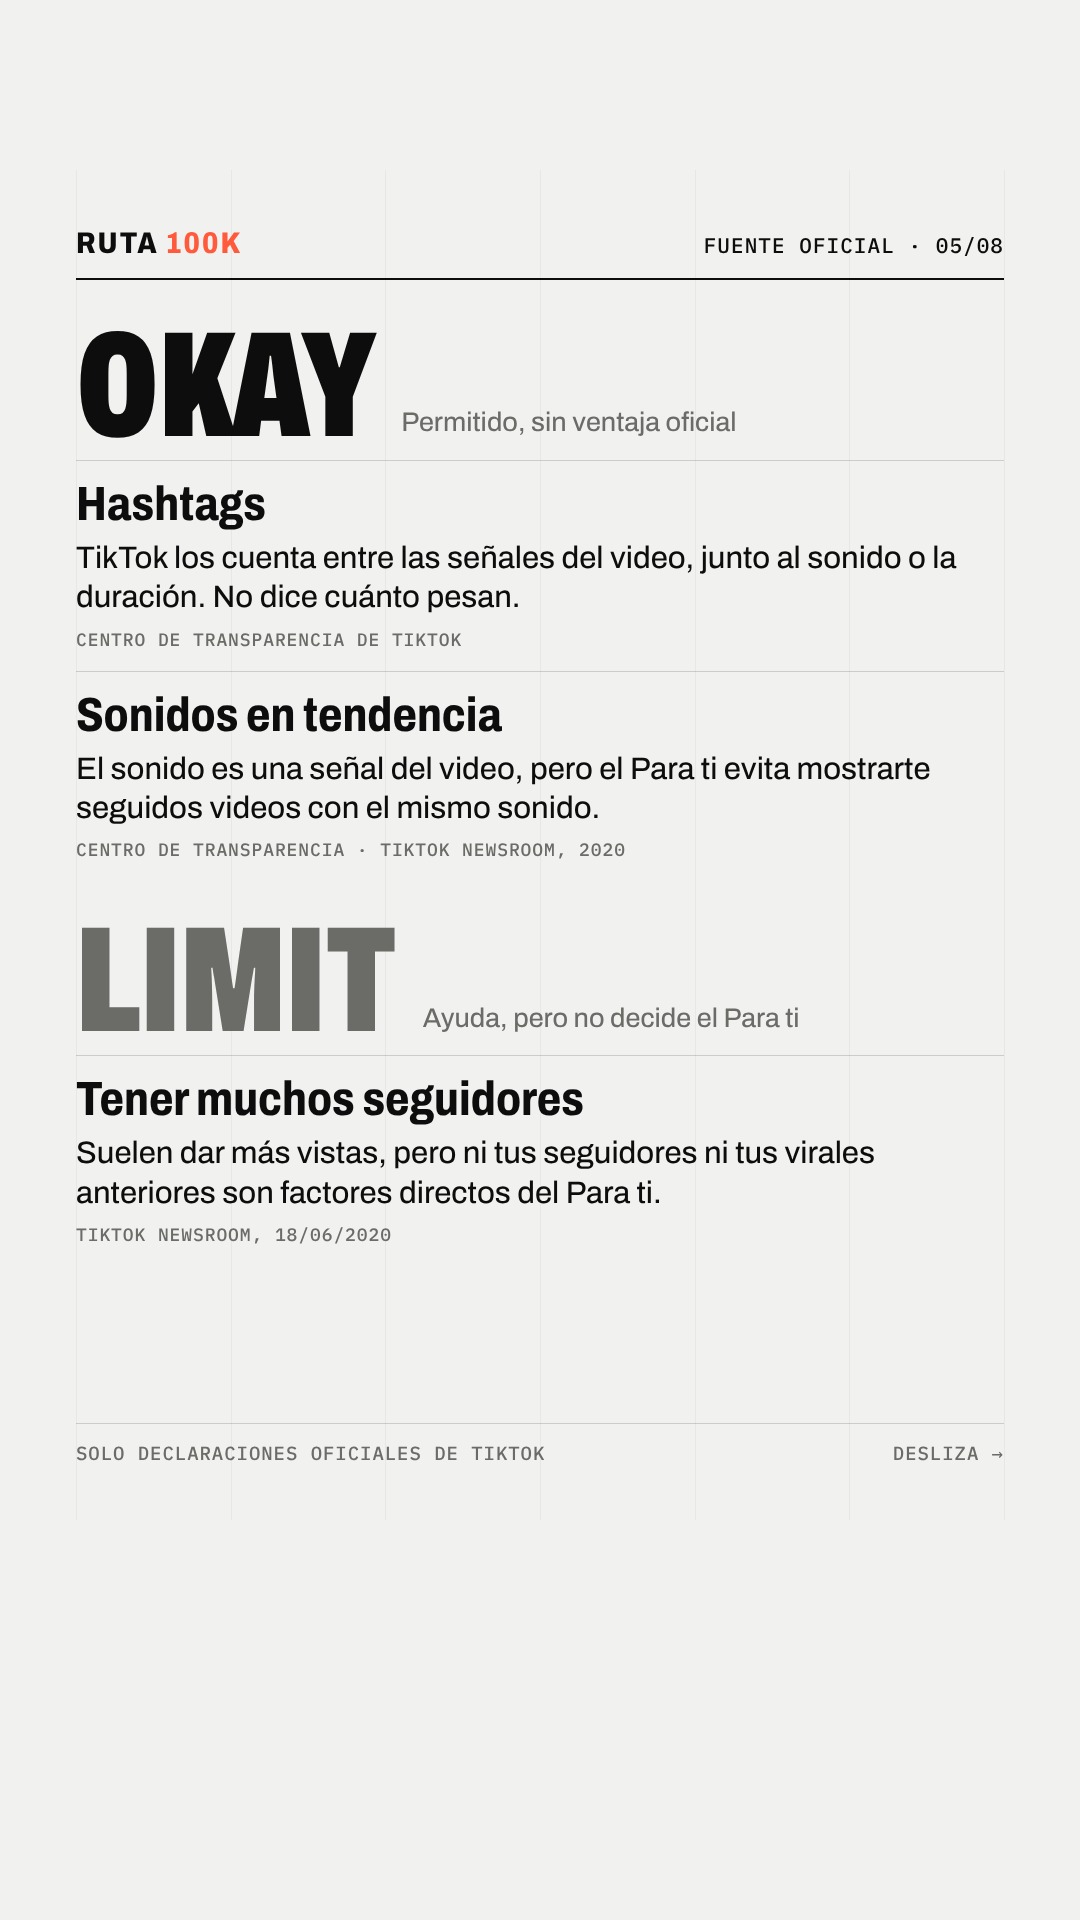 RUTA 100K
FUENTE OFICIAL · 05/08
OKAY
Permitido, sin ventaja oficial
Hashtags
TikTok los cuenta entre las señales del video, junto al sonido o la
duración. No dice cuánto pesan.
CENTRO DE TRANSPARENCIA DE TIKTOK
Sonidos en tendencia
El sonido es una señal del video, pero el Para ti evita mostrarte
seguidos videos con el mismo sonido.
CENTRO DE TRANSPARENCIA · TIKTOK NEWSROOM, 2020
LIMIT
Ayuda, pero no decide el Para ti
Tener muchos seguidores
Suelen dar más vistas, pero ni tus seguidores ni tus virales
anteriores son factores directos del Para ti.
TIKTOK NEWSROOM, 18/06/2020
SOLO DECLARACIONES OFICIALES DE TIKTOK
DESLIZA →